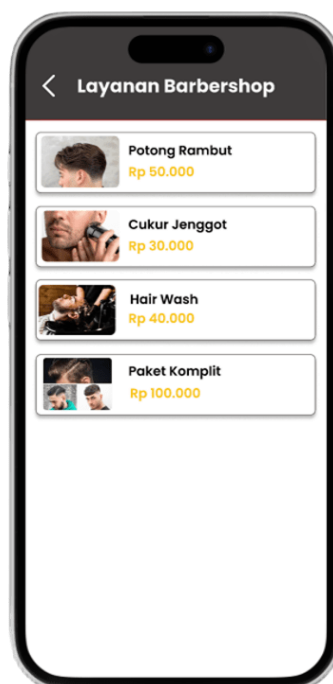 Layanan Barbershop
Potong Rambut
Rp 50.000
Cukur Jenggot
Rp 30.000
Hair Wash
Rp 40.000
Paket Komplit
Rp 100.000